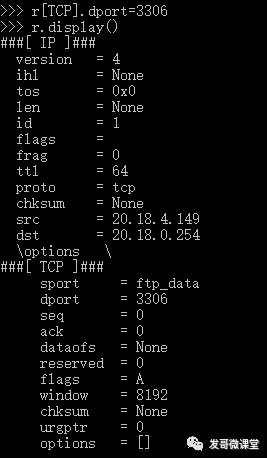 >>> r[TCP].dport=3306
>>> r.display()
###[ IP ]###
version = 4
ihl = None
tos = 0x0
len = None
id = 1
flags =
frag = 0
ttl = 64
proto = tcp
chksum = None
src = 20.18.4.149
dst = 20.18.0.254
\options \
###[ TCP ]###
sport = ftp_data
dport = 3306
seq = 0
ack = 0
dataofs = None
reserved = 0
flags = A
window = 8192
chksum = None
urgptr = 0
options = []
发哥微课堂